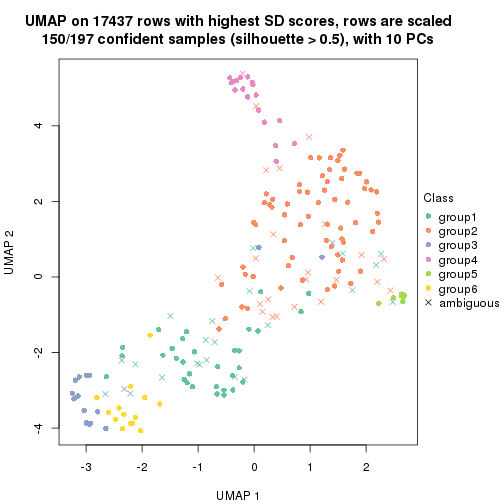 UMAP on 17437 rows with highest SD scores, rows are scaled
150/197 confident samples (silhouette > 0.5), with 10 PCs
4
2
0
-2
-4
UMAP 2
-3
-2
-1
0
1
2
UMAP 1
Class
group1
group2
group3
group4
group5
group6
ambiguous